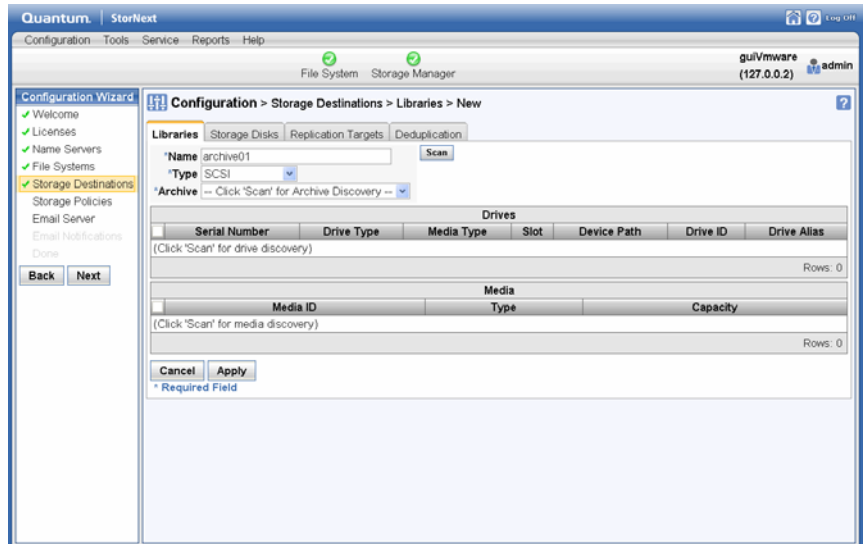 Quantum. | StorNext
Log Off
Configuration Tools Service Reports Help
File System Storage Manager
guiVmware
(127.0.0.2)
admin
Configuration Wizard
Welcome
Licenses
Name Servers
File Systems
Storage Destinations
Storage Policies
Email Server
Email Notifications
Done
Back Next
Configuration > Storage Destinations > Libraries > New
?
Libraries Storage Disks Replication Targets Deduplication
*Name archive01 Scan
*Type SCSI
*Archive -- Click 'Scan' for Archive Discovery --
Drives
Serial Number Drive Type Media Type Slot Device Path Drive ID Drive Alias
(Click 'Scan' for drive discovery)
Rows: 0
Media
Media ID Type Capacity
(Click 'Scan' for media discovery)
Rows: 0
Cancel Apply
* Required Field